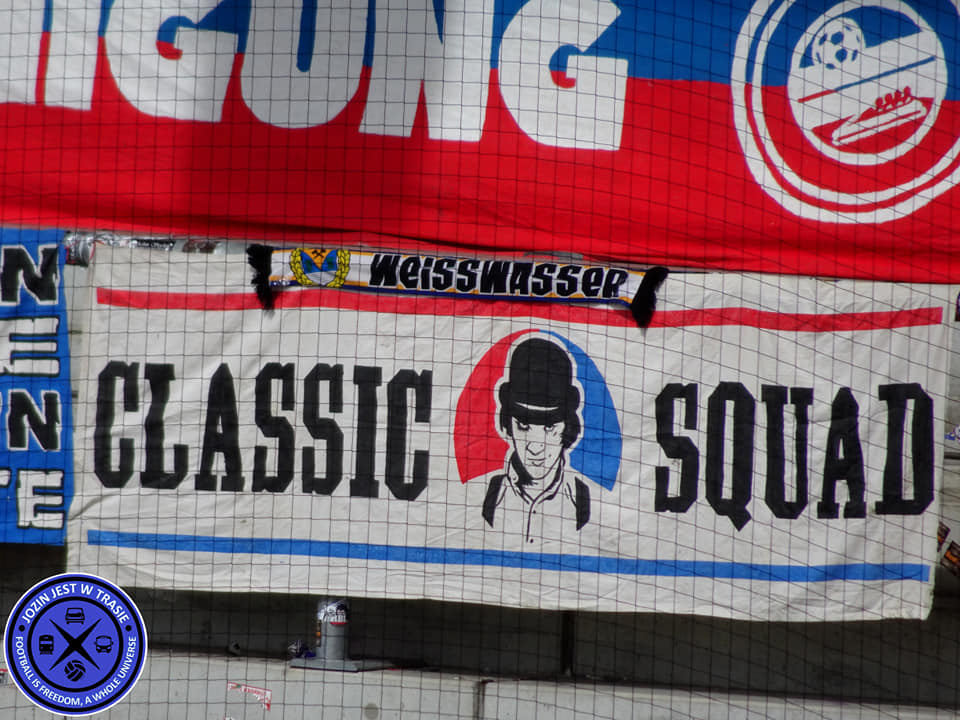 IGUNG
WeissWasser
CLASSIC SQUAD
JOZIN JEST W TRASIE
FOOTBALL IS FREEDOM, A WHOLE UNIVERSE